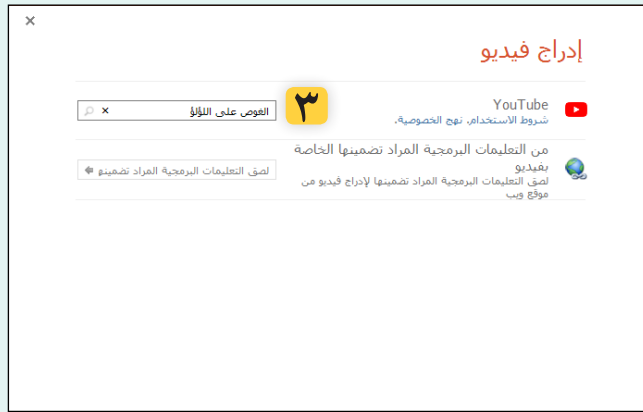 إدراج فيديو
YouTube
شروط الاستخدام, نهج الخصوصية.
٣
الغوص على اللؤلؤ
من التعليمات البرمجية المراد تضمينها الخاصة
بفيديو
لصق التعليمات البرمجية المراد تضمينها لإدراج فيديو من
موقع ويب
لصق التعليمات البرمجية المراد تضمينه